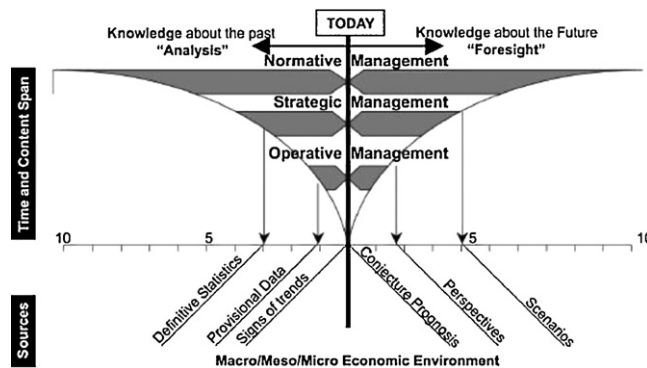 TODAY
Knowledge about the past
"Analysis"
Knowledge about the Future
"Foresight"
Normative Management
Strategic Management
Operative Management
Time and Content Span
10 5 5 10
Sources
Definitive Statistics
Provisional Data
Signs of trends
Conjecture Prognosis
Perspectives
Scenarios
Macro/Meso/Micro Economic Environment